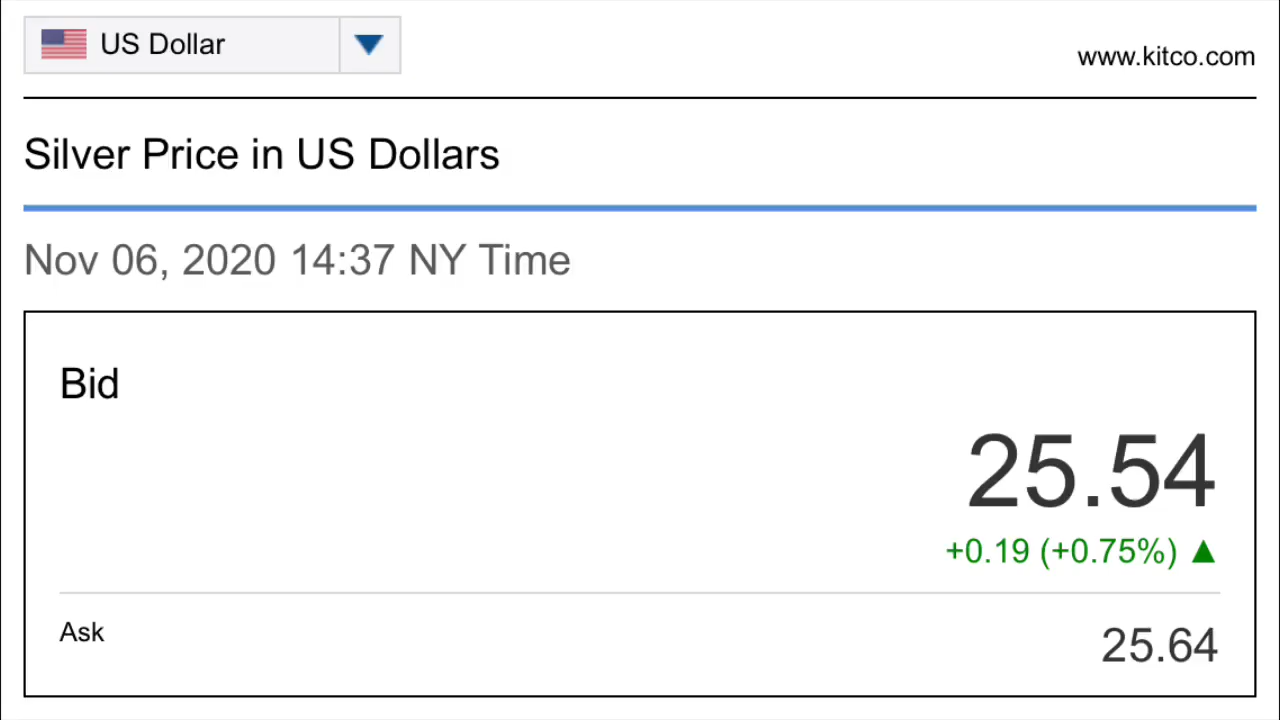 US Dollar
www.kitco.com
Silver Price in US Dollars
Nov 06, 2020 14:37 NY Time
Bid
25.54
+0.19 (+0.75%) ▲
Ask
25.64